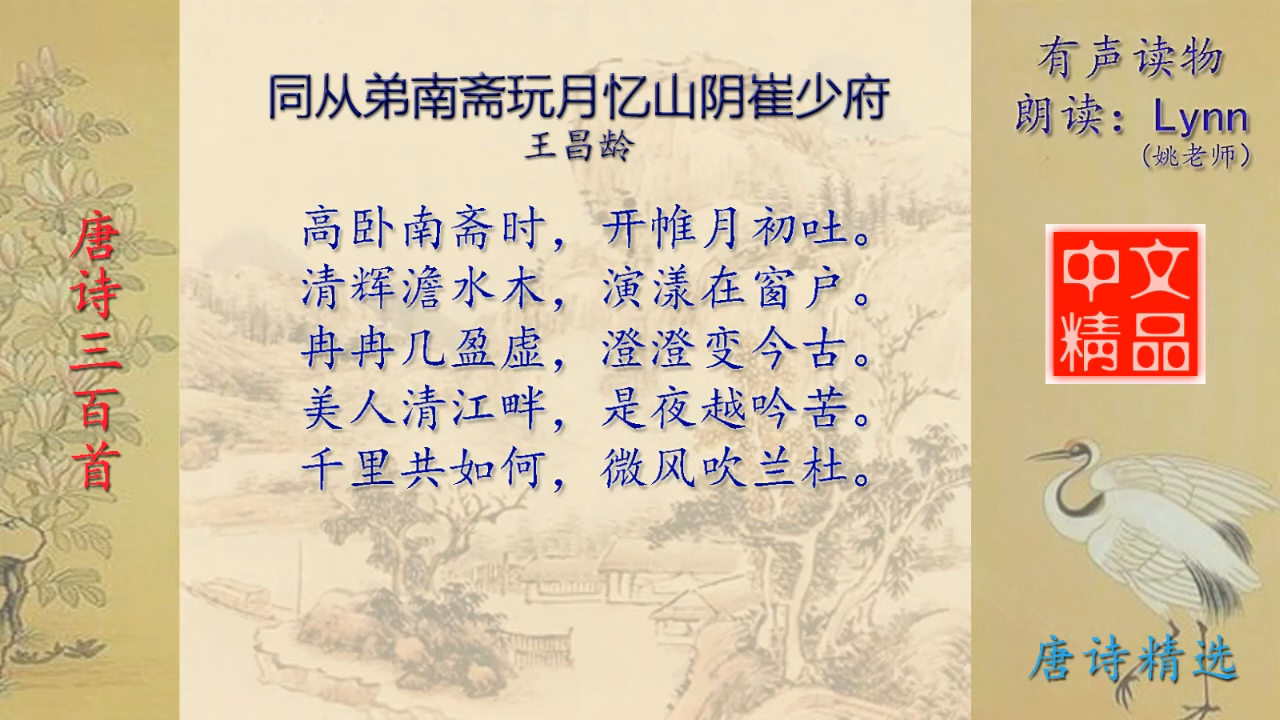 同从弟南斋玩月忆山阴崔少府
王昌龄
高卧南斋时，开帷月初吐。
清辉澹水木，演漾在窗户。
冉冉几盈虚，澄澄变今古。
美人清江畔，是夜越吟苦。
千里共如何，微风吹兰杜。
唐诗三百首
有声读物
朗读：Lynn
（姚老师）
中文
精品
唐诗精选